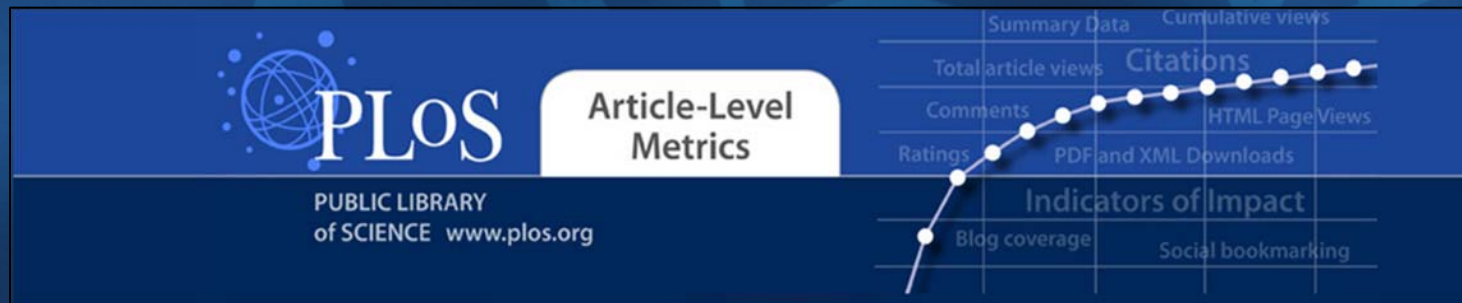 PLoS
PUBLIC LIBRARY
of SCIENCE www.plos.org
Article-Level
Metrics
Summary Data Cumulative views
Total article views Citations
Comments HTML Page Views
Ratings PDF and XML Downloads
Indicators of Impact
Blog coverage Social bookmarking